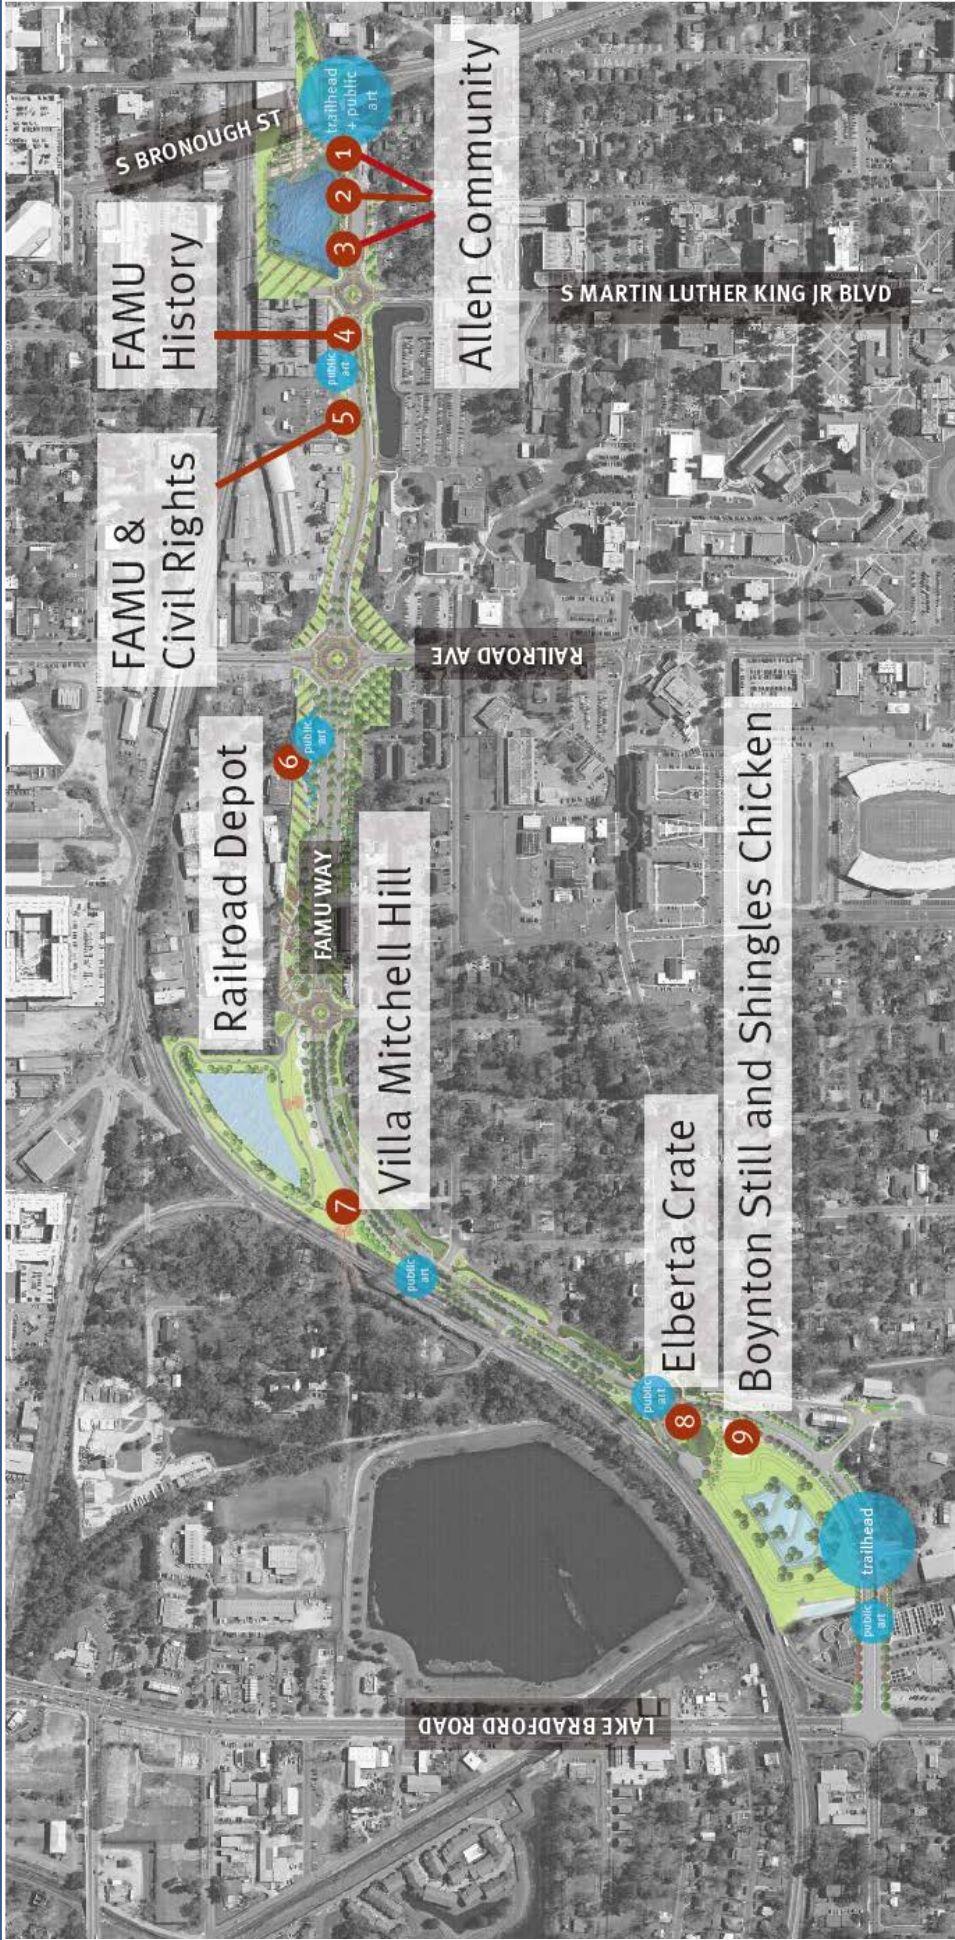 FAMU &
Civil Rights
FAMU
History
S BRONOUGH ST
Railroad Depot
trailhead
+ public
art
1
2
3
4
public
art
5
6
public
art
FAMU WAY
Allen Community
S MARTIN LUTHER KING JR BLVD
RAILROAD AVE
Villa Mitchell Hill
7
public
art
Elberta Crate
public
art
8
9
Boynton Still and Shingles Chicken
trailhead
public
art
LAKE BRADFORD ROAD